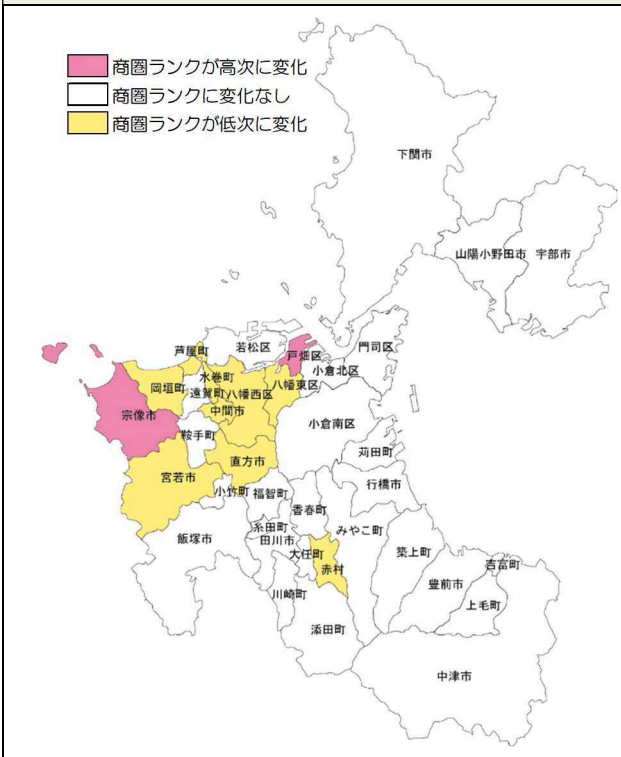 商圏ランクが高次に変化
商圏ランクに変化なし
商圏ランクが低次に変化
下関市
山陽小野田市
宇部市
芦屋町
若松区
戸畑区
門司区
小倉北区
岡垣町
水巻町
遠賀町
八幡西区
八幡東区
中間市
宗像市
鞍手町
小倉南区
直方市
苅田町
宮若市
小竹町
福智町
行橋市
香春町
糸田町
みやこ町
飯塚市
田川市
大任町
赤村
築上町
吉富町
豊前市
上毛町
川崎町
添田町
中津市